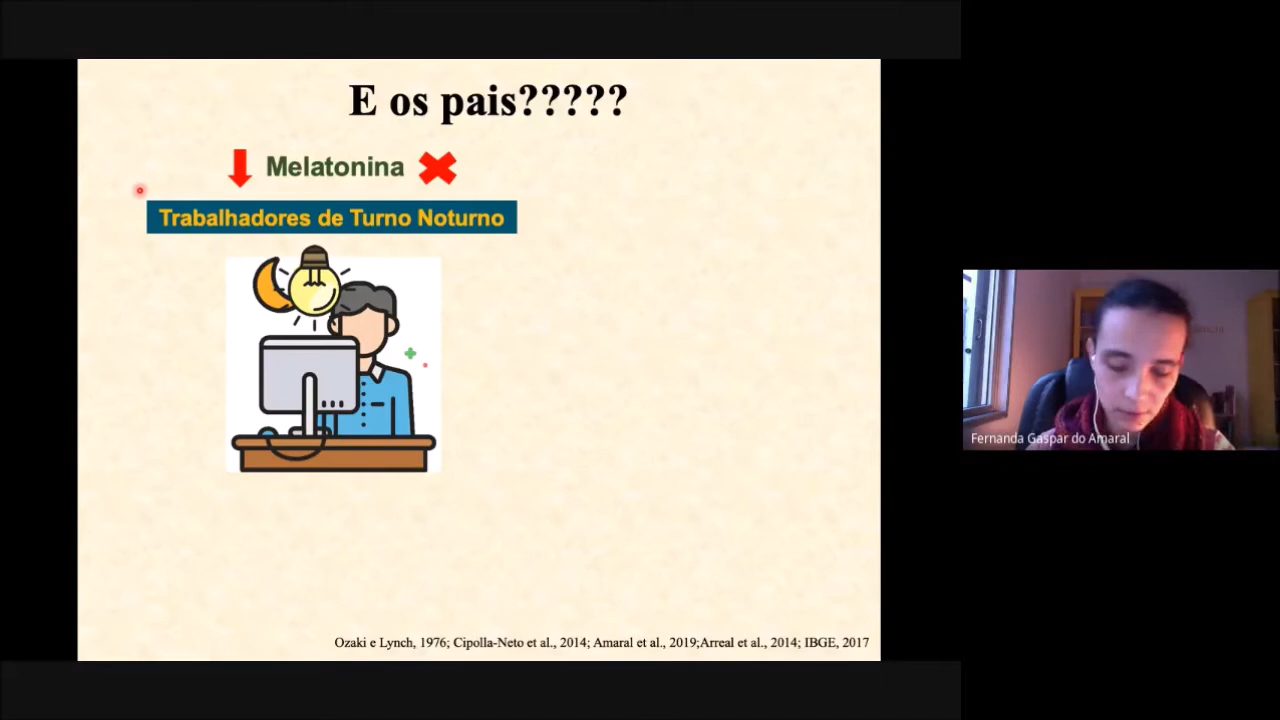 E os pais?????
Melatonina
Trabalhadores de Turno Noturno
Ozaki e Lynch, 1976; Cipolla-Neto et al., 2014; Amaral et al., 2019;Arreal et al., 2014; IBGE, 2017
Fernanda Gaspar do Amaral